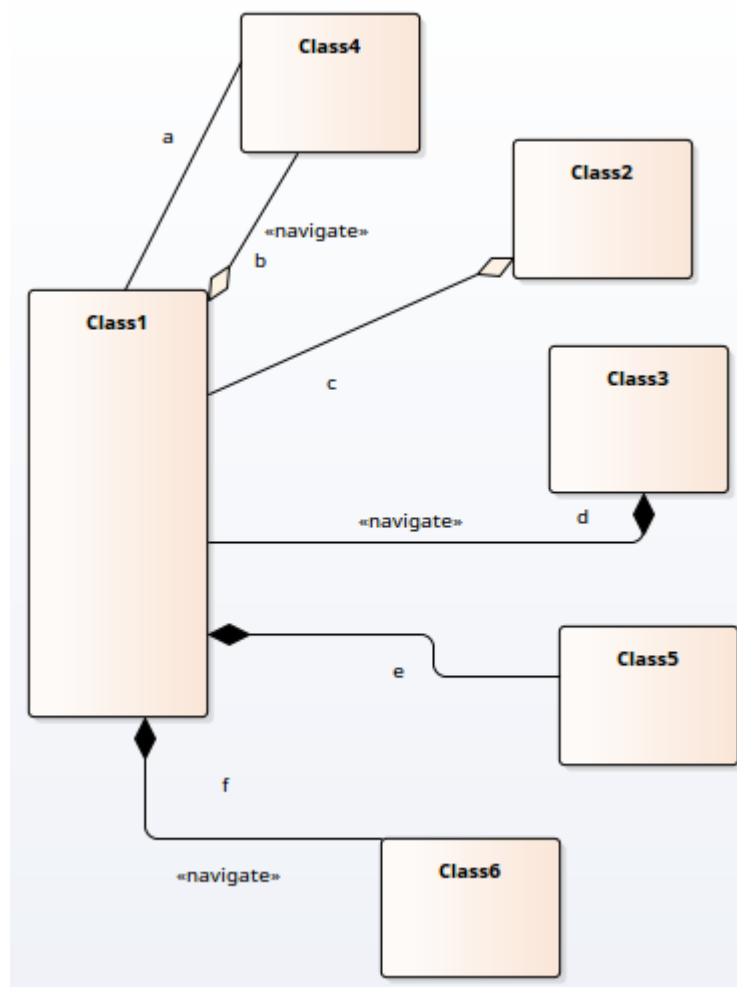 Class4
a
Class2
«navigate»
b
Class1
Class3
c
«navigate»
d
Class5
e
f
Class6
«navigate»